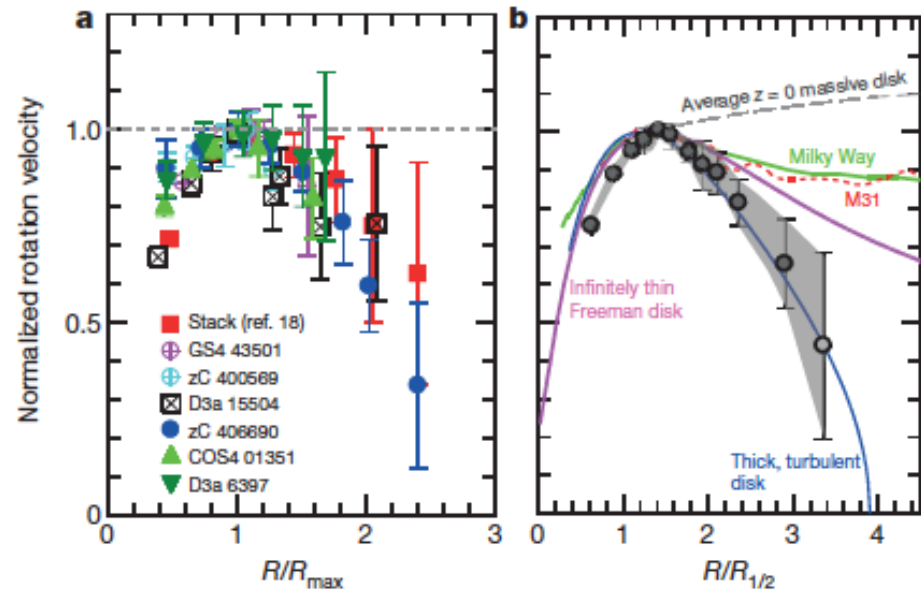 a
b
Normalized rotation velocity
1.0
0.5
0
Stack (ref. 18)
GS4 43501
zC 400569
D3a 15504
zC 406690
COS4 01351
D3a 6397
0 1 2 3
R/Rmax
Average z = 0 massive disk
Milky Way
M31
Infinitely thin
Freeman disk
Thick, turbulent
disk
0 1 2 3 4
R/R1/2